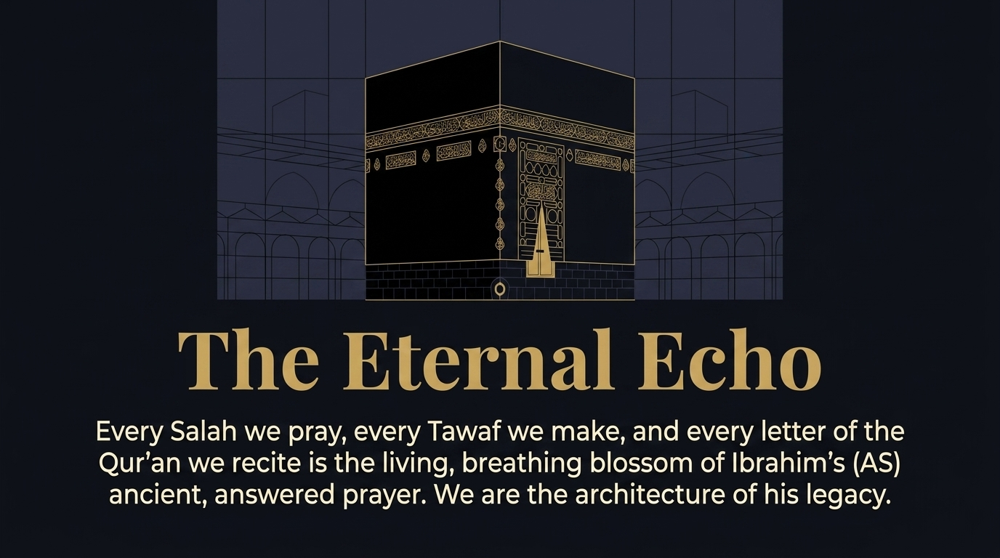 The Eternal Echo
Every Salah we pray, every Tawaf we make, and every letter of the
Qur’an we recite is the living, breathing blossom of Ibrahim’s (AS)
ancient, answered prayer. We are the architecture of his legacy.